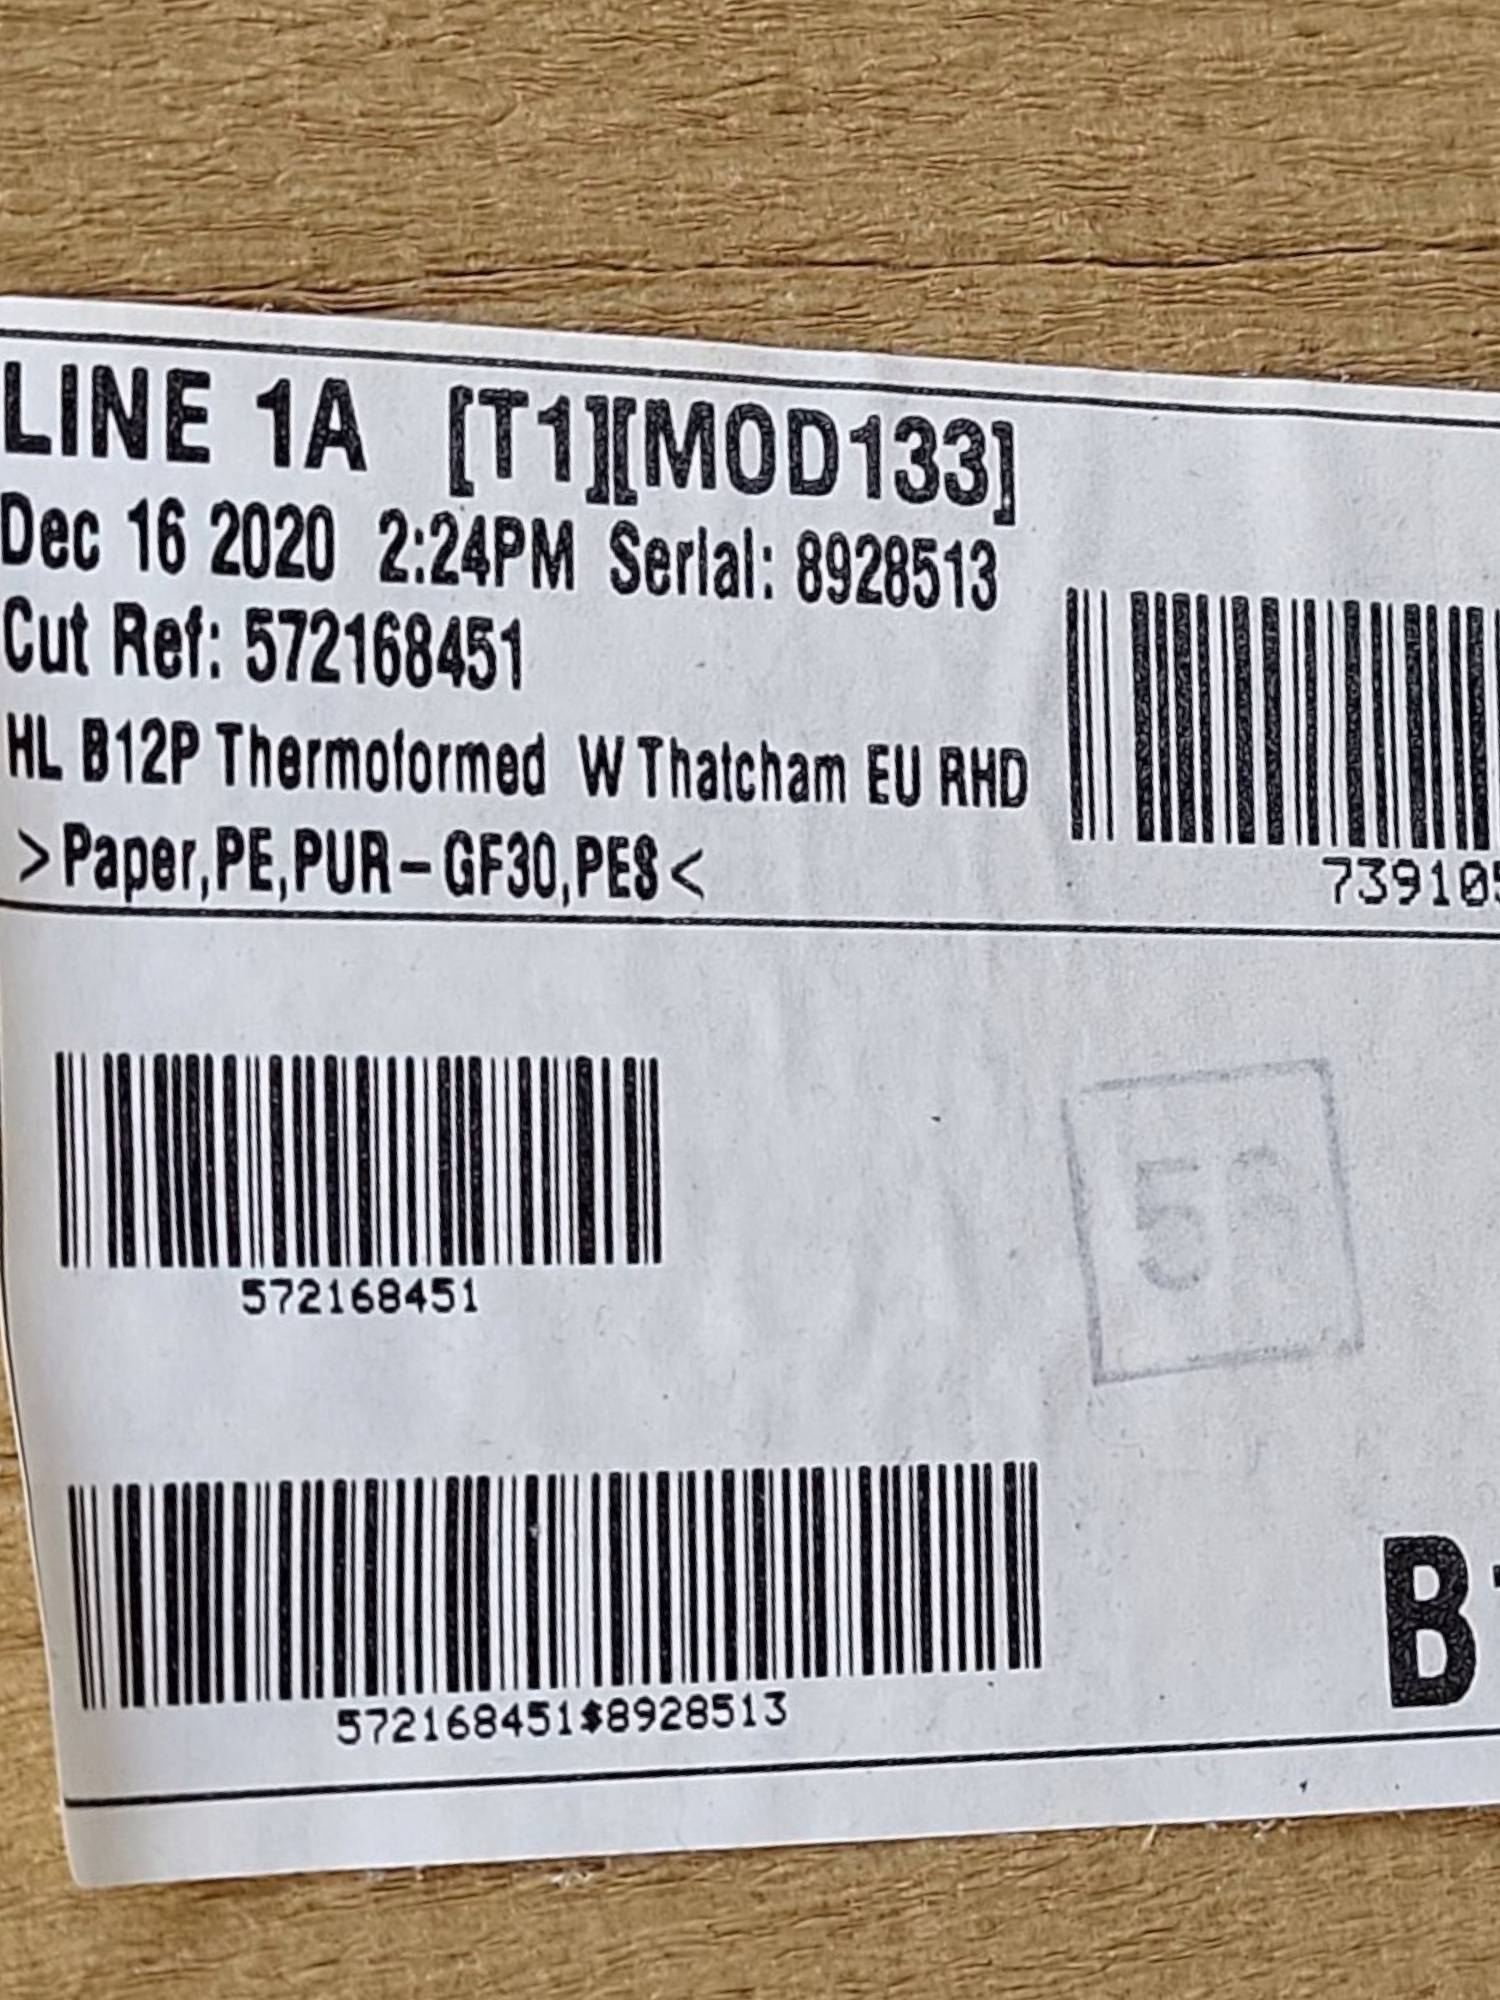 LINE 1A [T1][MOD133]
Dec 16 2020 2:24PM Serial: 8928513
Cut Ref: 572168451
HL B12P Thermoformed W Thatcham EU RHD
>Paper,PE,PUR-GF30,PES<
739105
572168451
572168451$8928513
B